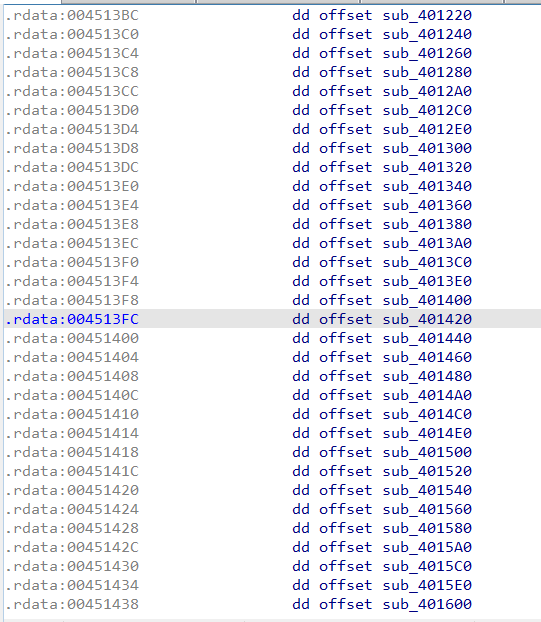 .rdata:004513BC dd offset sub_401220
.rdata:004513C0 dd offset sub_401240
.rdata:004513C4 dd offset sub_401260
.rdata:004513C8 dd offset sub_401280
.rdata:004513CC dd offset sub_4012A0
.rdata:004513D0 dd offset sub_4012C0
.rdata:004513D4 dd offset sub_4012E0
.rdata:004513D8 dd offset sub_401300
.rdata:004513DC dd offset sub_401320
.rdata:004513E0 dd offset sub_401340
.rdata:004513E4 dd offset sub_401360
.rdata:004513E8 dd offset sub_401380
.rdata:004513EC dd offset sub_4013A0
.rdata:004513F0 dd offset sub_4013C0
.rdata:004513F4 dd offset sub_4013E0
.rdata:004513F8 dd offset sub_401400
.rdata:004513FC dd offset sub_401420
.rdata:00451400 dd offset sub_401440
.rdata:00451404 dd offset sub_401460
.rdata:00451408 dd offset sub_401480
.rdata:0045140C dd offset sub_4014A0
.rdata:00451410 dd offset sub_4014C0
.rdata:00451414 dd offset sub_4014E0
.rdata:00451418 dd offset sub_401500
.rdata:0045141C dd offset sub_401520
.rdata:00451420 dd offset sub_401540
.rdata:00451424 dd offset sub_401560
.rdata:00451428 dd offset sub_401580
.rdata:0045142C dd offset sub_4015A0
.rdata:00451430 dd offset sub_4015C0
.rdata:00451434 dd offset sub_4015E0
.rdata:00451438 dd offset sub_401600